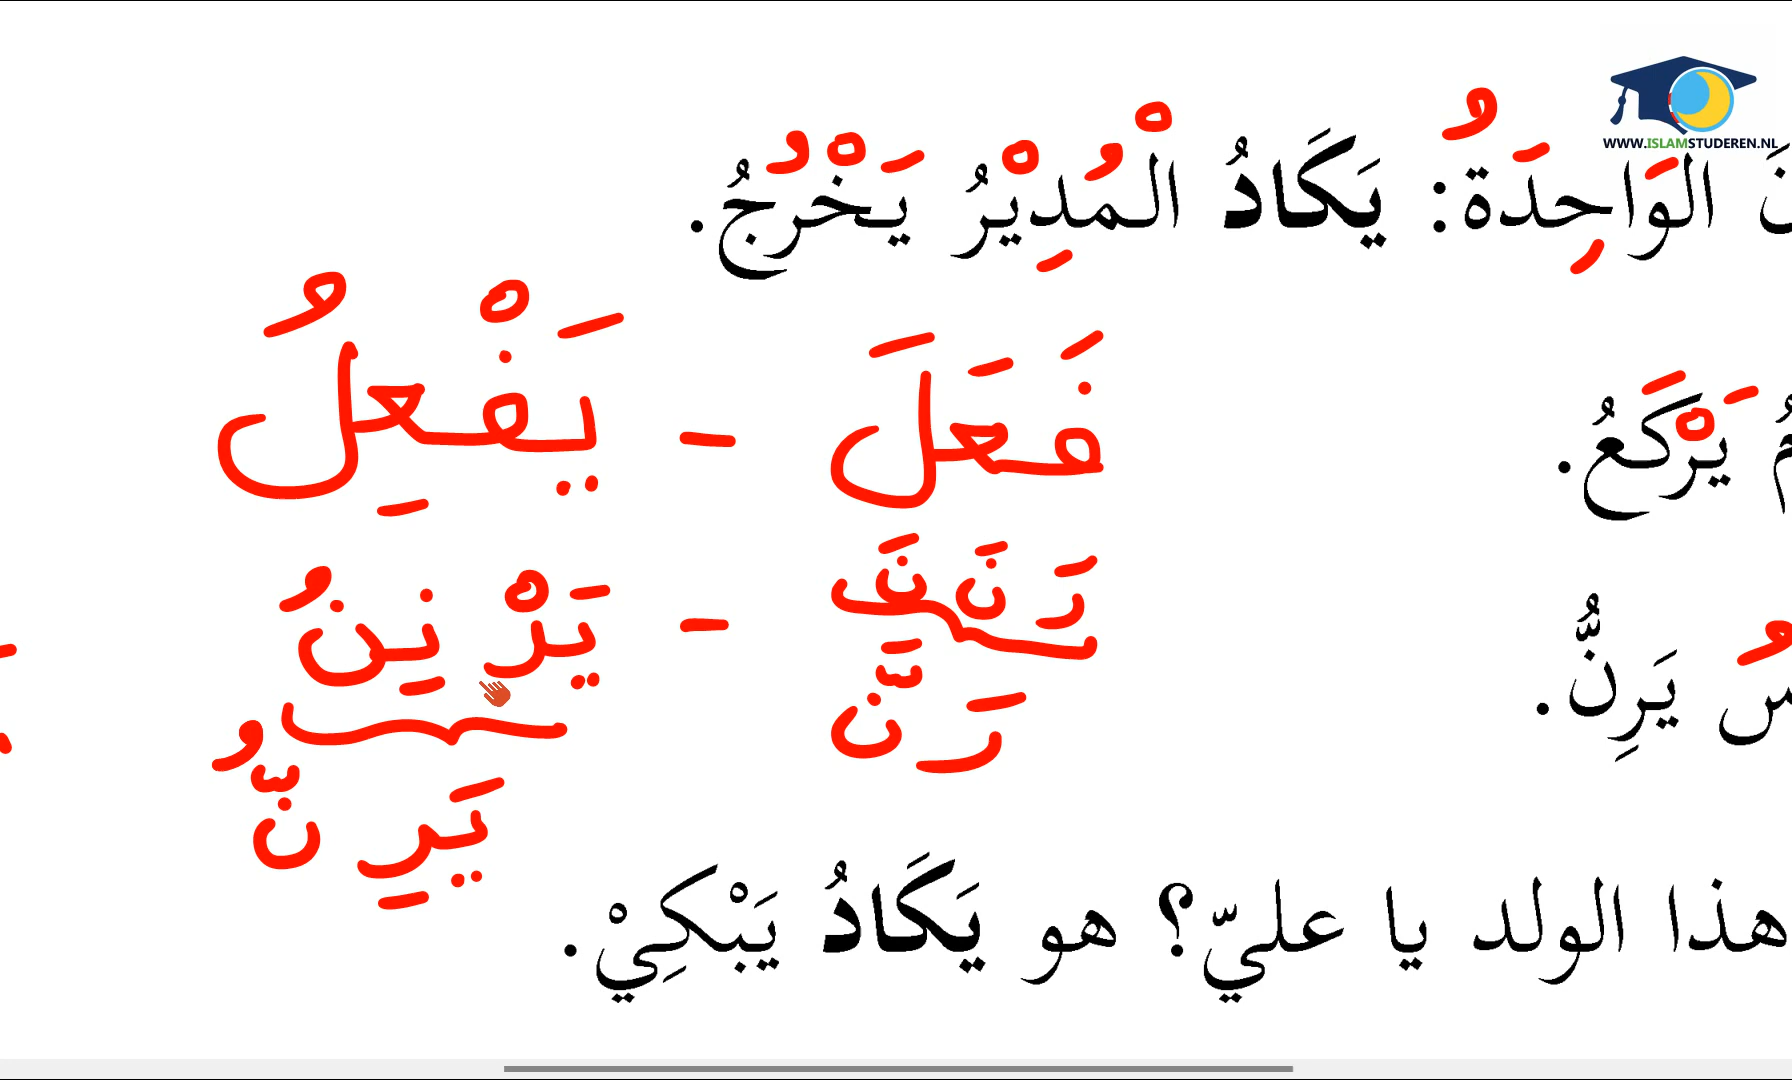 WWW.ISLAMSTUDEREN.NL
الْوَاحِدَةُ: يَكَادُ الْمُدِيْرُ يَخْرُجُ.
فَعَلَ - يَفْعِلُ
يَرْكَعُ.
رَنَنَ - يَرْنِنُ
رَنَّ
يَرِنُّ.
يَرِنُّ
هذا الولد يا عليّ؟ هو يَكَادُ يَبْكِيْ.